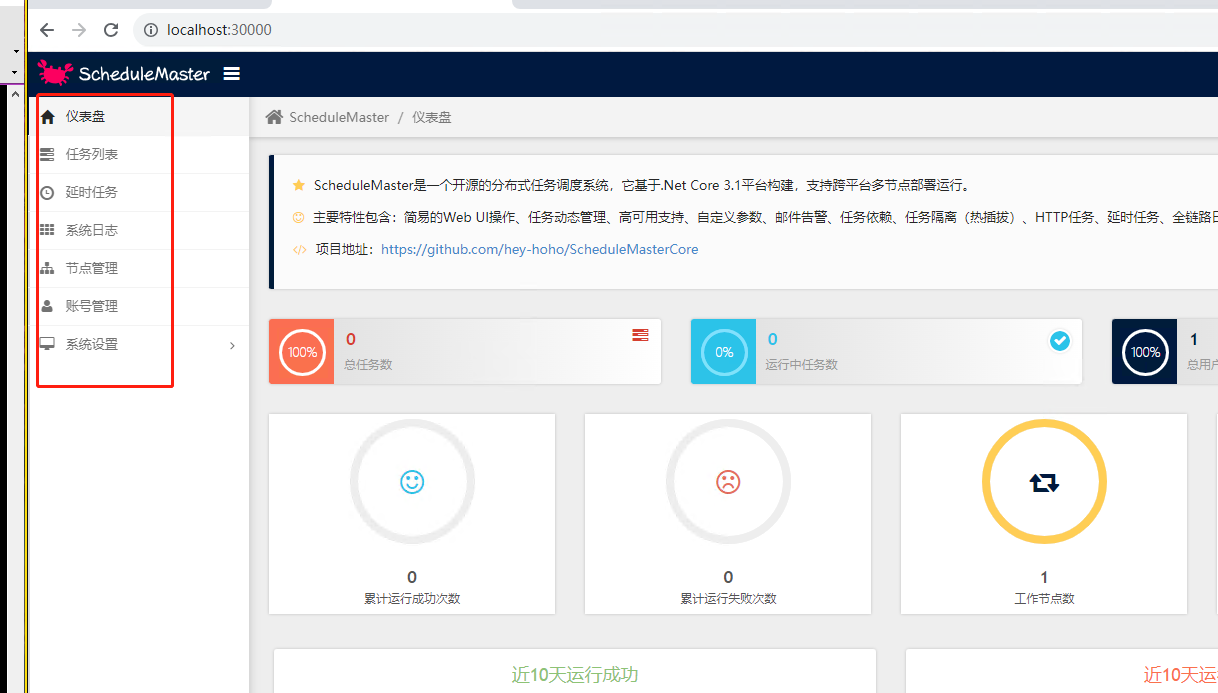 localhost:30000
ScheduleMaster
仪表盘
任务列表
延时任务
系统日志
节点管理
账号管理
系统设置
ScheduleMaster / 仪表盘
ScheduleMaster是一个开源的分布式任务调度系统，它基于.Net Core 3.1平台构建，支持跨平台多节点部署运行。
主要特性包含：简易的Web UI操作、任务动态管理、高可用支持、自定义参数、邮件告警、任务依赖、任务隔离（热插拔）、HTTP任务、延时任务、全链路日
项目地址：https://github.com/hey-hoho/ScheduleMasterCore
100%
0
总任务数
0%
0
运行中任务数
100%
1
总用户
0
累计运行成功次数
0
累计运行失败次数
1
工作节点数
近10天运行成功
近10天运